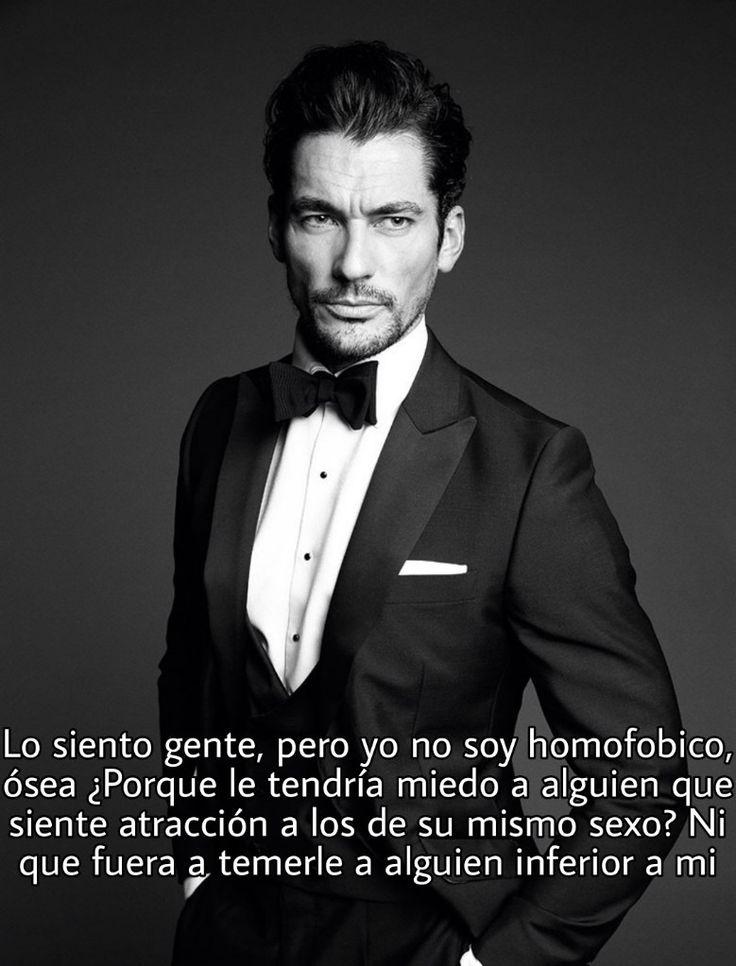 Lo siento gente, pero yo no soy homofobico,
ósea ¿Porque le tendría miedo a alguien que
siente atracción a los de su mismo sexo? Ni
que fuera a temerle a alguien inferior a mi